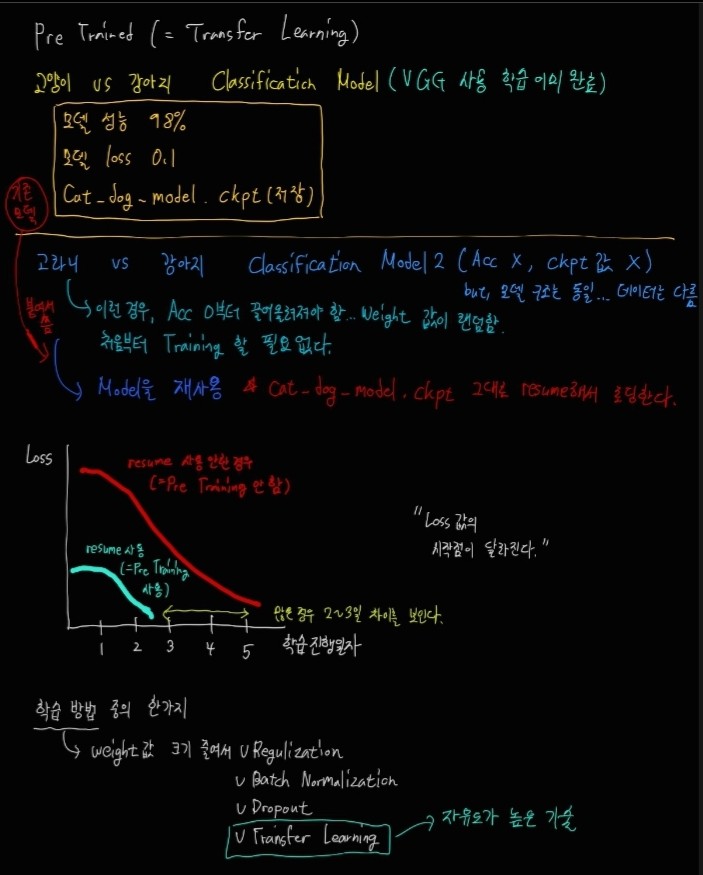 Pre Trained (= Transfer Learning)
고양이 vs 강아지 Classification Model (VGG 사용 학습 이미 완료)
모델 성능 98%
모델 loss 0.1
Cat_dog_model.ckpt (저장)
기존
모델
고라니 vs 강아지 Classification Model 2 (Acc X, ckpt 값 X)
but, 모델 구조는 동일... 데이터는 다름
이런 경우, Acc 0부터 끌어올려져야 함... Weight 값이 랜덤함.
처음부터 Training 할 필요없다.
붙여서
씀
Model을 재사용 * Cat_dog_model.ckpt 그대로 resume해서 로딩한다.
Loss
resume 사용 안한 경우
(=Pre Training 안 함)
"Loss 값의
시작점이 달라진다."
resume 사용
(=Pre Training
사용)
많은 경우 2~3일 차이를 보인다.
1 2 3 4 5 학습진행일자
학습 방법 중의 한가지
weight 값 크기 줄여서 ∨ Regulization
∨ Batch Normalization
∨ Dropout
∨ Transfer Learning → 자유도가 높은 기술